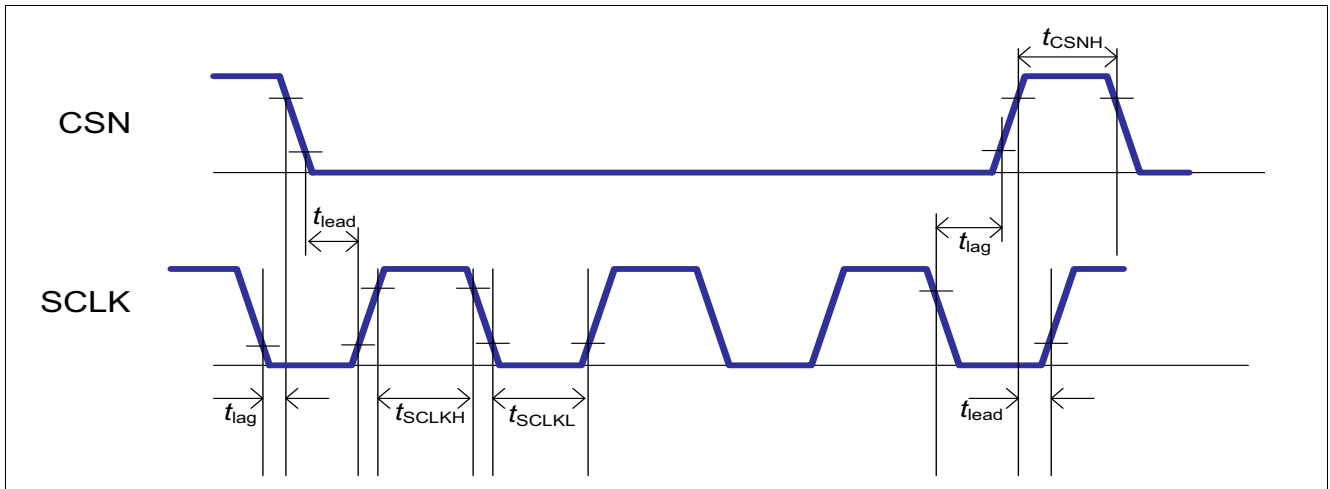 tCSNH
CSN
tlead
tlag
SCLK
tlag
tSCLKH
tSCLKL
tlead